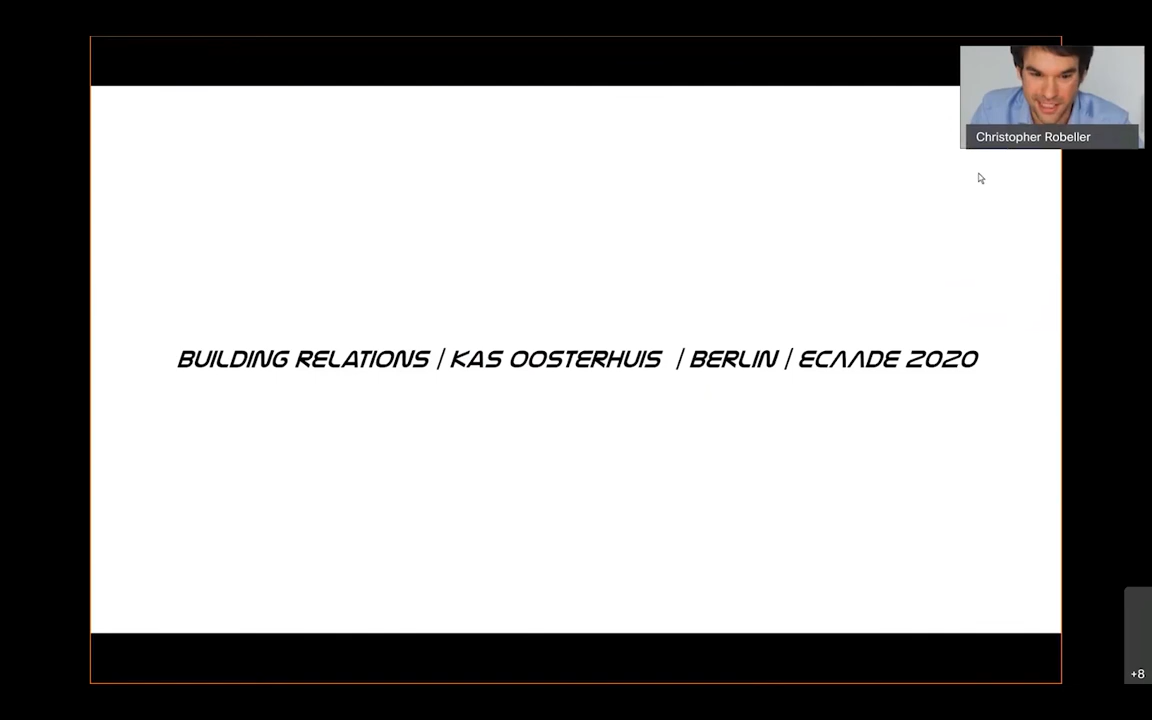 Christopher Robeller
BUILDING RELATIONS / KAS OOSTERHUIS / BERLIN / ECAADE 2020
+8